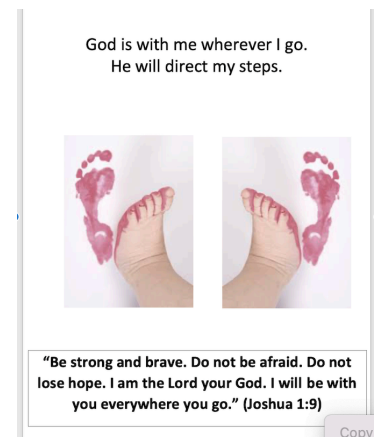 God is with me wherever I go.
He will direct my steps.
“Be strong and brave. Do not be afraid. Do not
lose hope. I am the Lord your God. I will be with
you everywhere you go.” (Joshua 1:9)
Copy